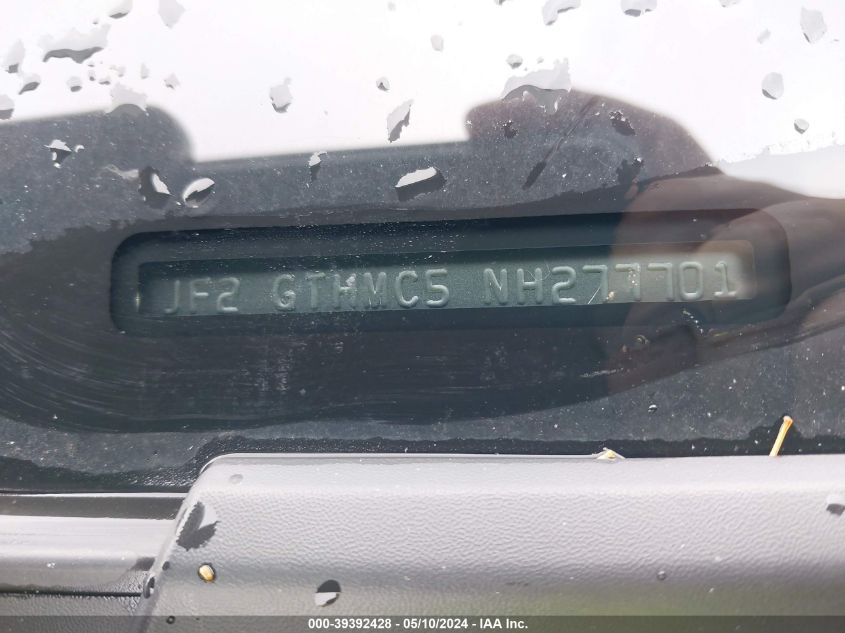 JF2 GTHMC5 NH277701
000-39392428 - 05/10/2024 - IAA Inc.